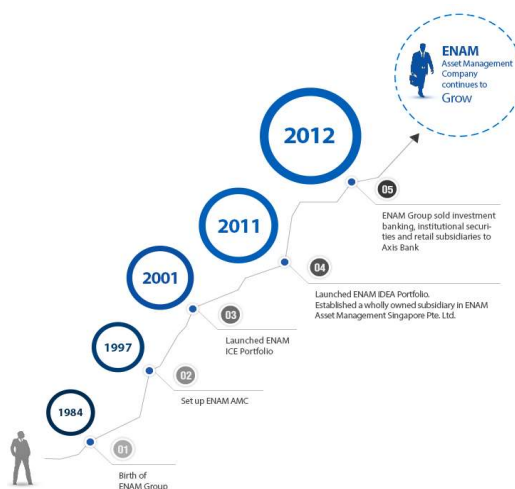 ENAM
Asset Management
Company
continues to
Grow
2012
05
ENAM Group sold investment
banking, institutional securi-
ties and retail subsidiaries to
Axis Bank
2011
04
Launched ENAM IDEA Portfolio.
Established a wholly owned subsidiary in ENAM
Asset Management Singapore Pte. Ltd.
2001
03
Launched ENAM
ICE Portfolio
1997
02
Set up ENAM AMC
1984
01
Birth of
ENAM Group